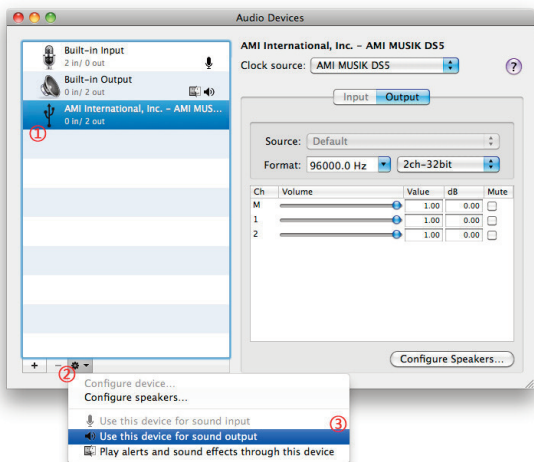 Audio Devices
Built-in Input
2 in/ 0 out
Built-in Output
0 in/ 2 out
AMI International, Inc. – AMI MUS...
0 in/ 2 out
①
AMI International, Inc. – AMI MUSIK DS5
Clock source: AMI MUSIK DS5
?
Input Output
Source: Default
Format: 96000.0 Hz 2ch-32bit
Ch Volume Value dB Mute
M 1.00 0.00
1 1.00 0.00
2 1.00 0.00
+ −
②
Configure Speakers...
Configure device...
Configure speakers...
Use this device for sound input
③
Use this device for sound output
Play alerts and sound effects through this device